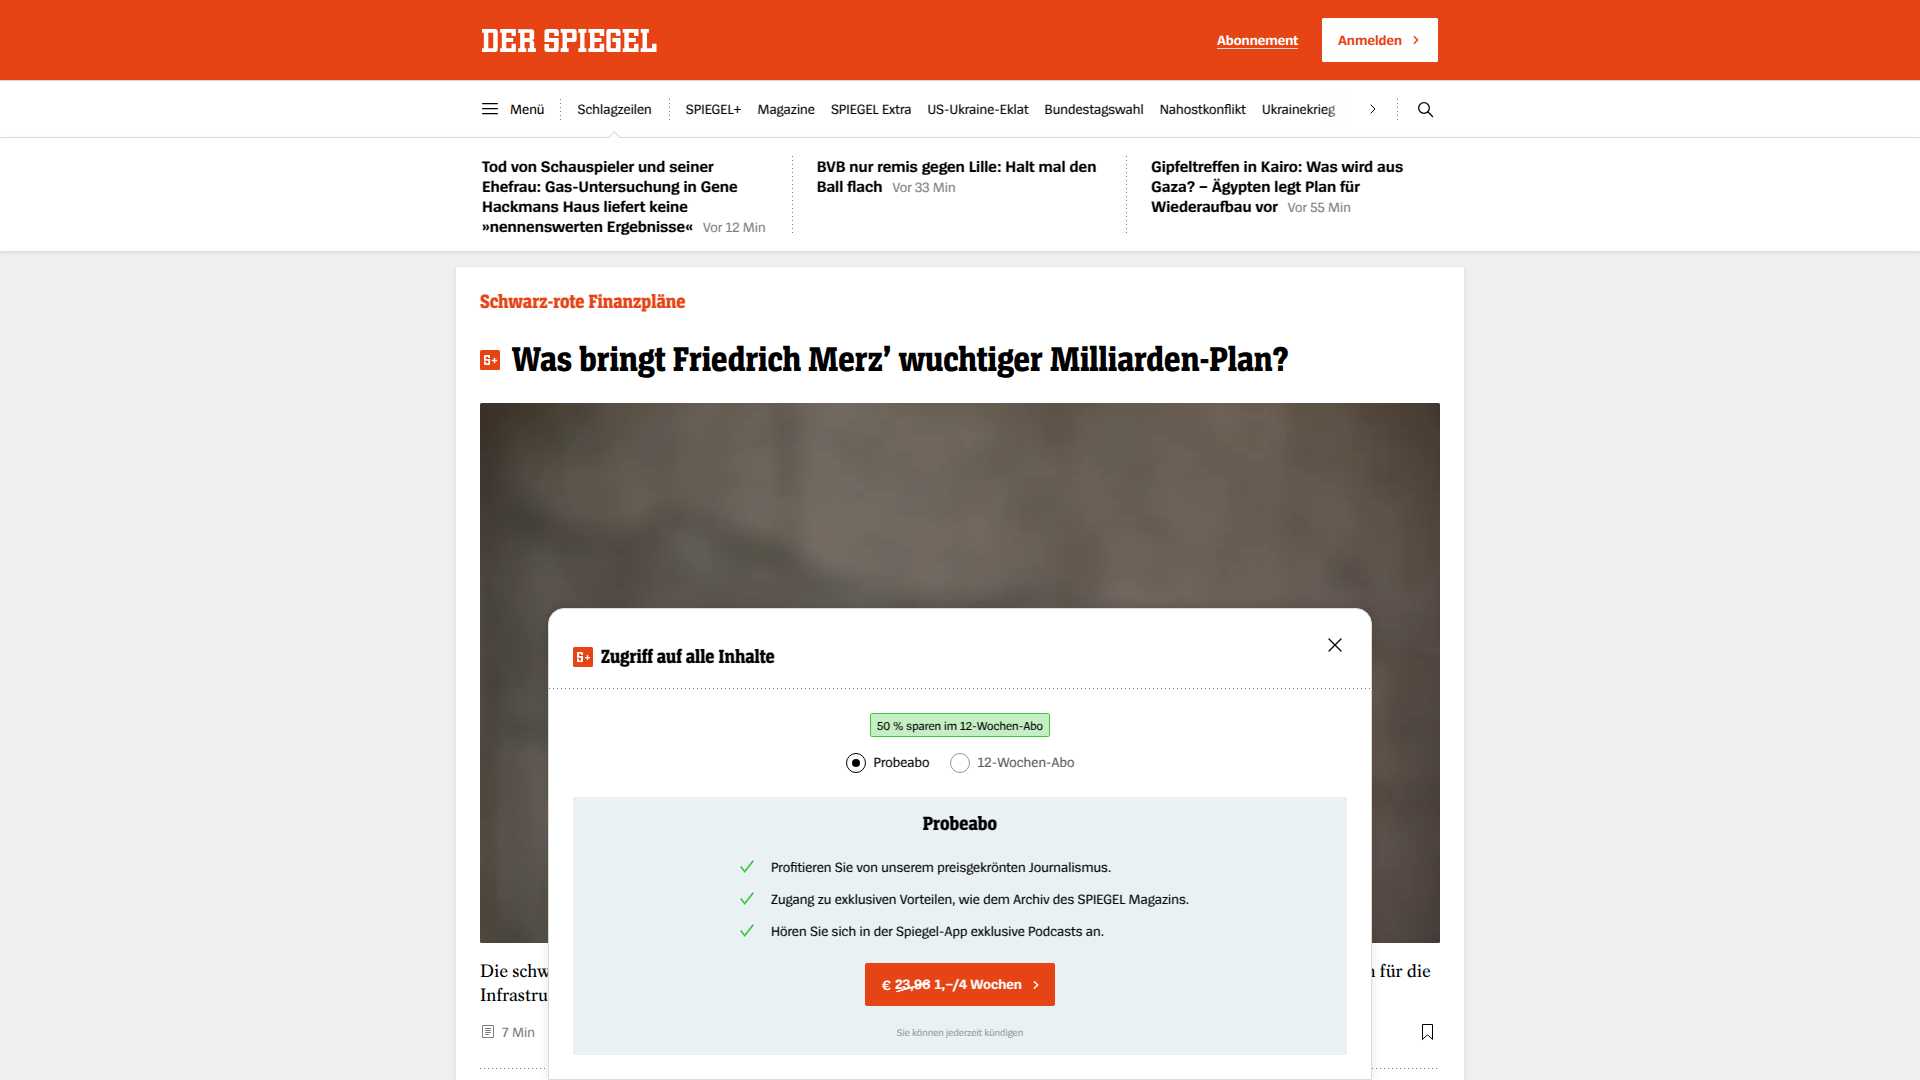 DER SPIEGEL
Abonnement
Anmelden
Menü
Schlagzeilen
SPIEGEL+
Magazine
SPIEGEL Extra
US-Ukraine-Eklat
Bundestagswahl
Nahostkonflikt
Ukrainekrieg
Tod von Schauspieler und seiner
Ehefrau: Gas-Untersuchung in Gene
Hackmans Haus liefert keine
»nennenswerten Ergebnisse« Vor 12 Min
BVB nur remis gegen Lille: Halt mal den
Ball flach Vor 33 Min
Gipfeltreffen in Kairo: Was wird aus
Gaza? – Ägypten legt Plan für
Wiederaufbau vor Vor 55 Min
Schwarz-rote Finanzpläne
Was bringt Friedrich Merz’ wuchtiger Milliarden-Plan?
Zugriff auf alle Inhalte
50 % sparen im 12-Wochen-Abo
Probeabo
12-Wochen-Abo
Probeabo
Profitieren Sie von unserem preisgekrönten Journalismus.
Zugang zu exklusiven Vorteilen, wie dem Archiv des SPIEGEL Magazins.
Hören Sie sich in der Spiegel-App exklusive Podcasts an.
€ 23,96 1,–/4 Wochen
Sie können jederzeit kündigen
Die
für die
7 Min